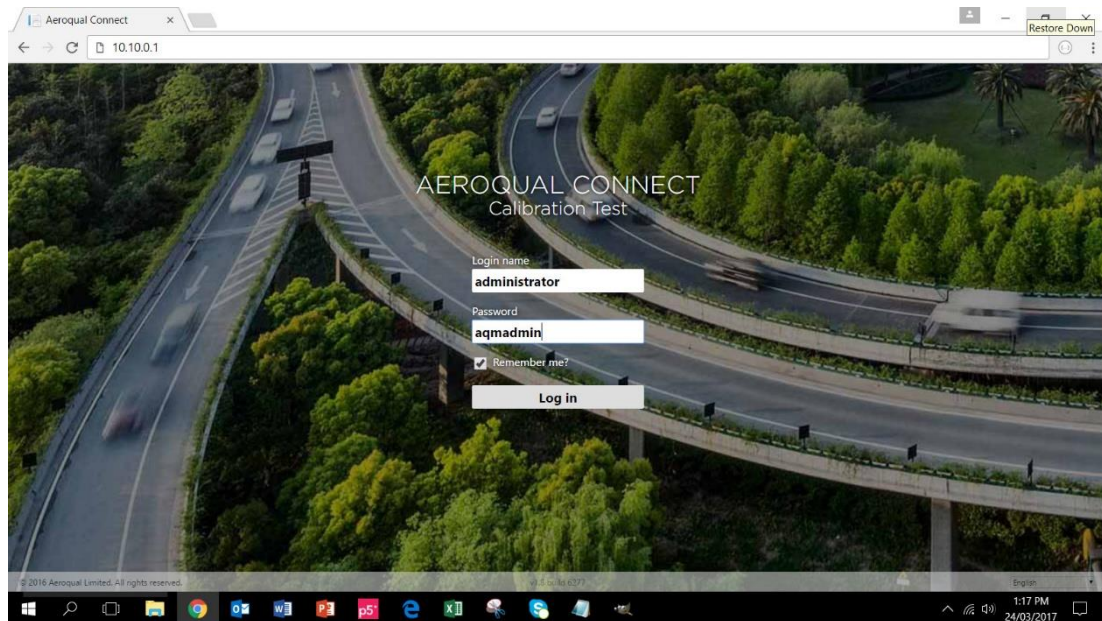 Aeroqual Connect
Restore Down
10.10.0.1
AEROQUAL CONNECT
Calibration Test
Login name
administrator
Password
aqmadmin
Remember me?
Log in
© 2016 Aeroqual Limited. All rights reserved.
English
1:17 PM
24/03/2017